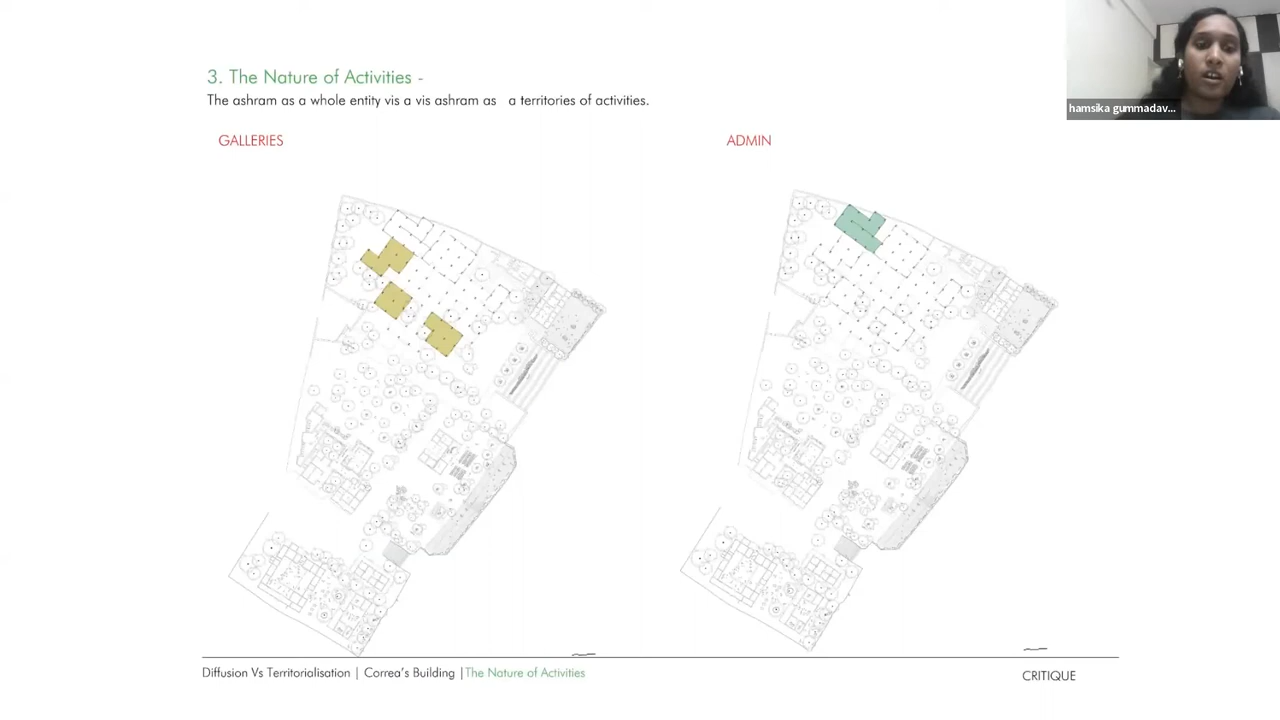 3. The Nature of Activities -
The ashram as a whole entity vis a vis ashram as a territories of activities.
GALLERIES
ADMIN
hamsika gummadav...
Diffusion Vs Territorialisation | Correa's Building |The Nature of Activities
CRITIQUE